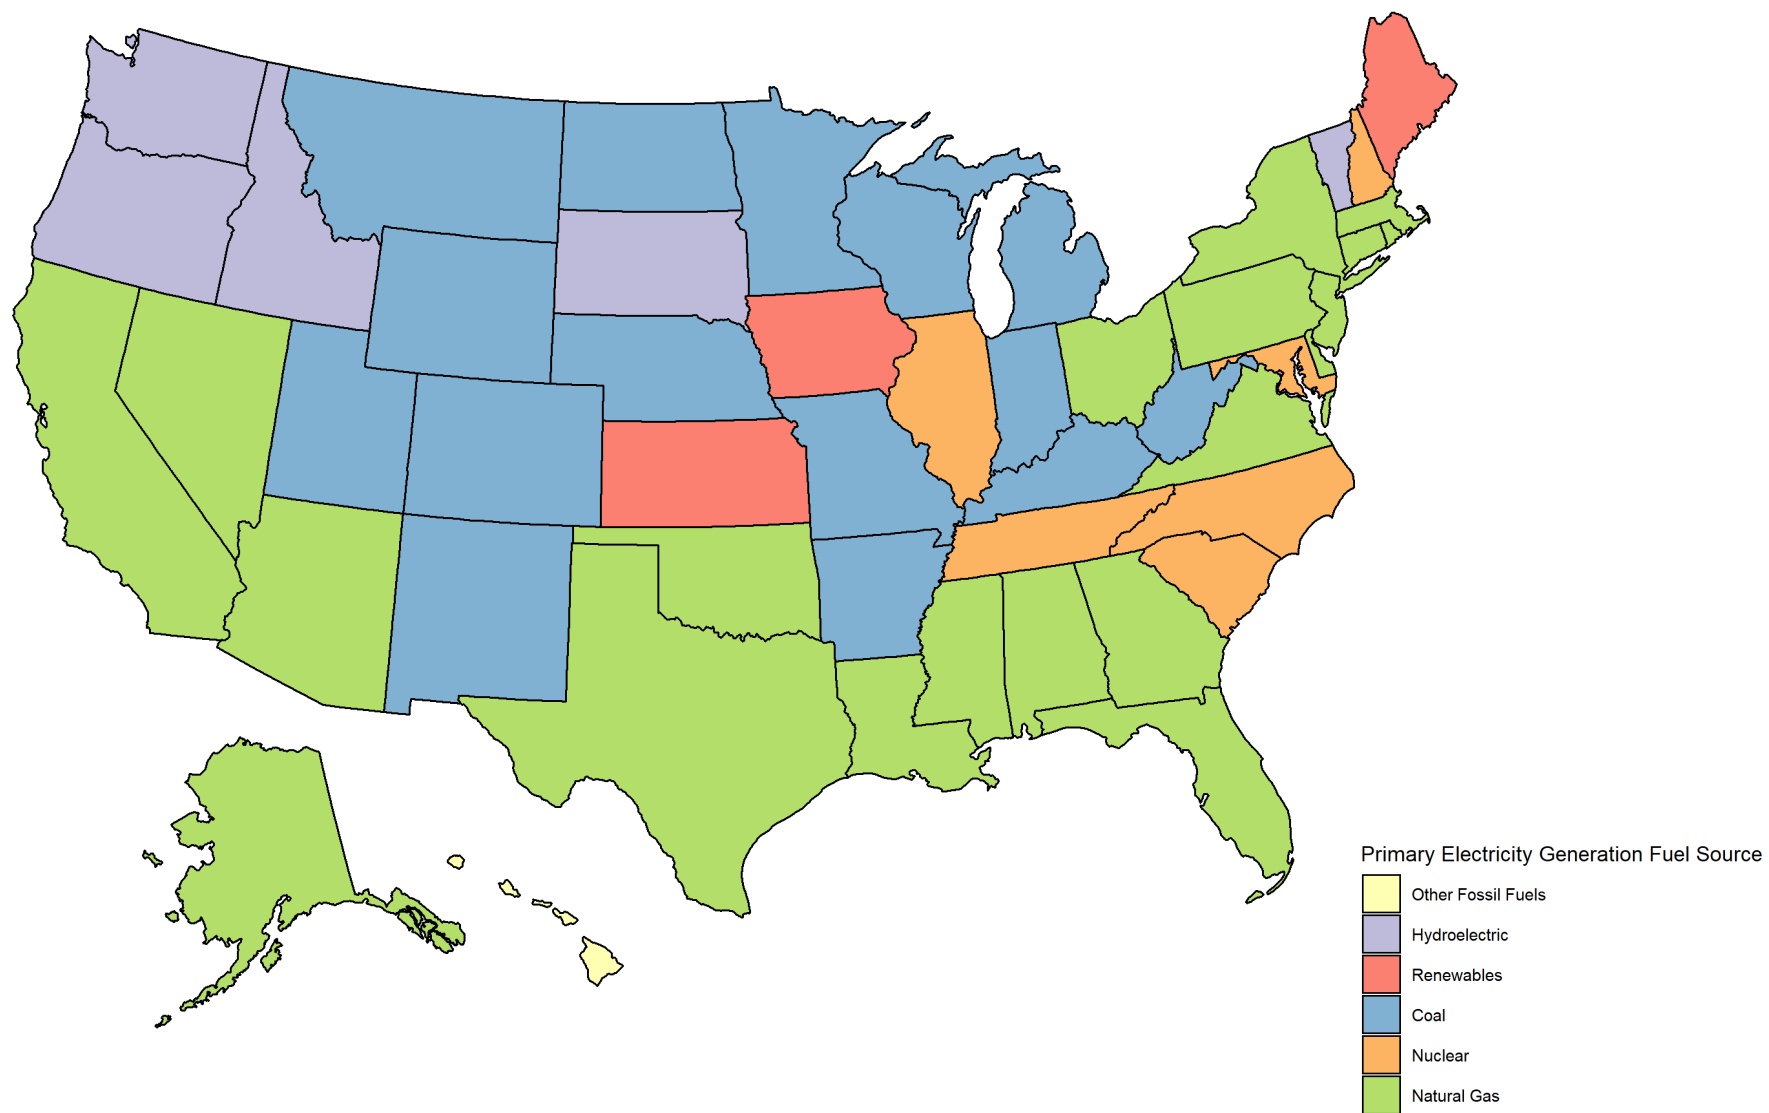 Primary Electricity Generation Fuel Source
Other Fossil Fuels
Hydroelectric
Renewables
Coal
Nuclear
Natural Gas